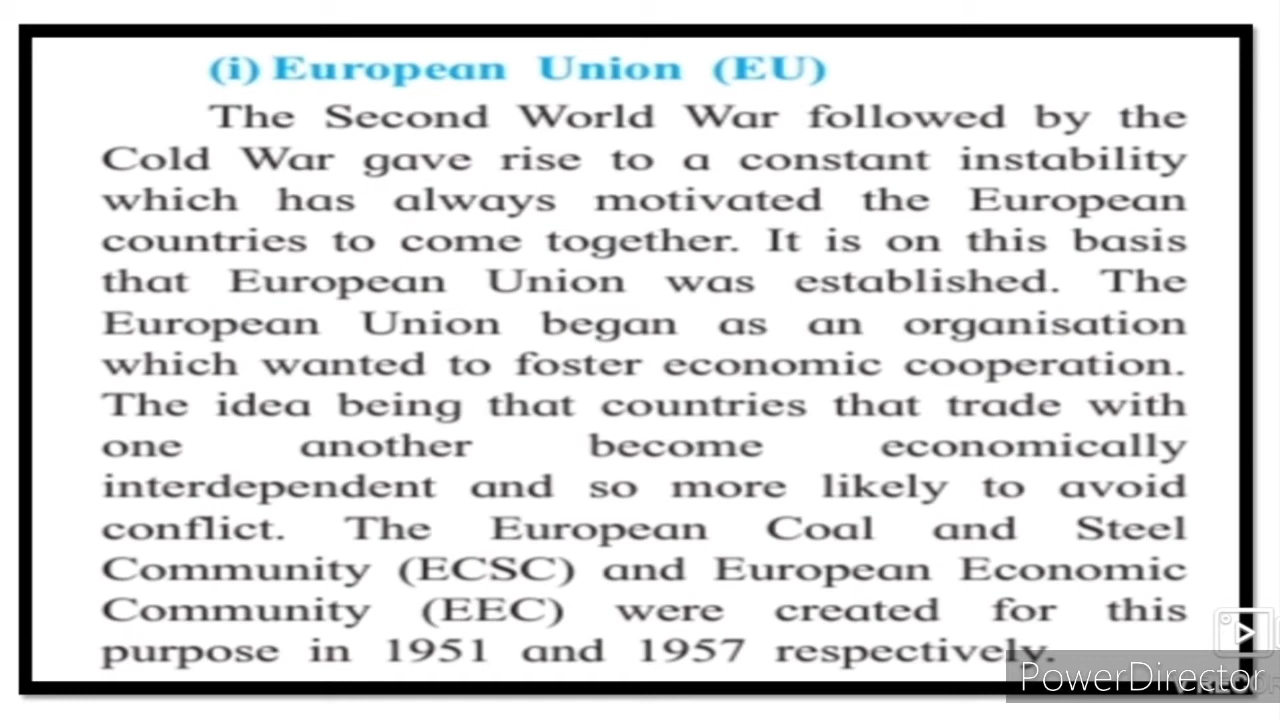 (i) European Union (EU)
The Second World War followed by the
Cold War gave rise to a constant instability
which has always motivated the European
countries to come together. It is on this basis
that European Union was established. The
European Union began as an organisation
which wanted to foster economic cooperation.
The idea being that countries that trade with
one another become economically
interdependent and so more likely to avoid
conflict. The European Coal and Steel
Community (ECSC) and European Economic
Community (EEC) were created for this
purpose in 1951 and 1957 respectively.
PowerDirector